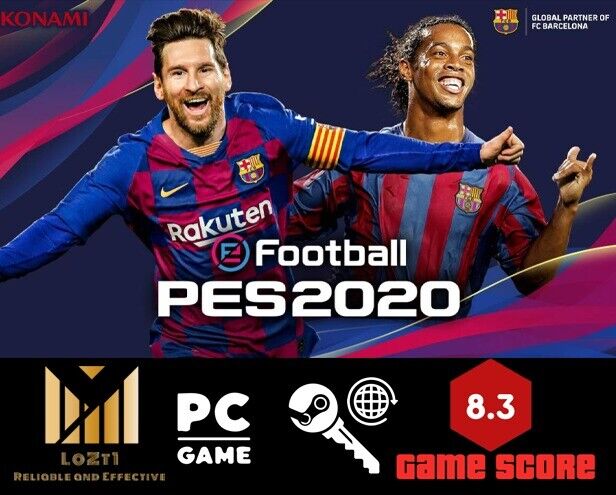 KONAMI
GLOBAL PARTNER OF
FC BARCELONA
Rakuten
eFootball
PES2020
PC
GAME
8.3
LoZt1
Reliable and Effective
GAME SCORE